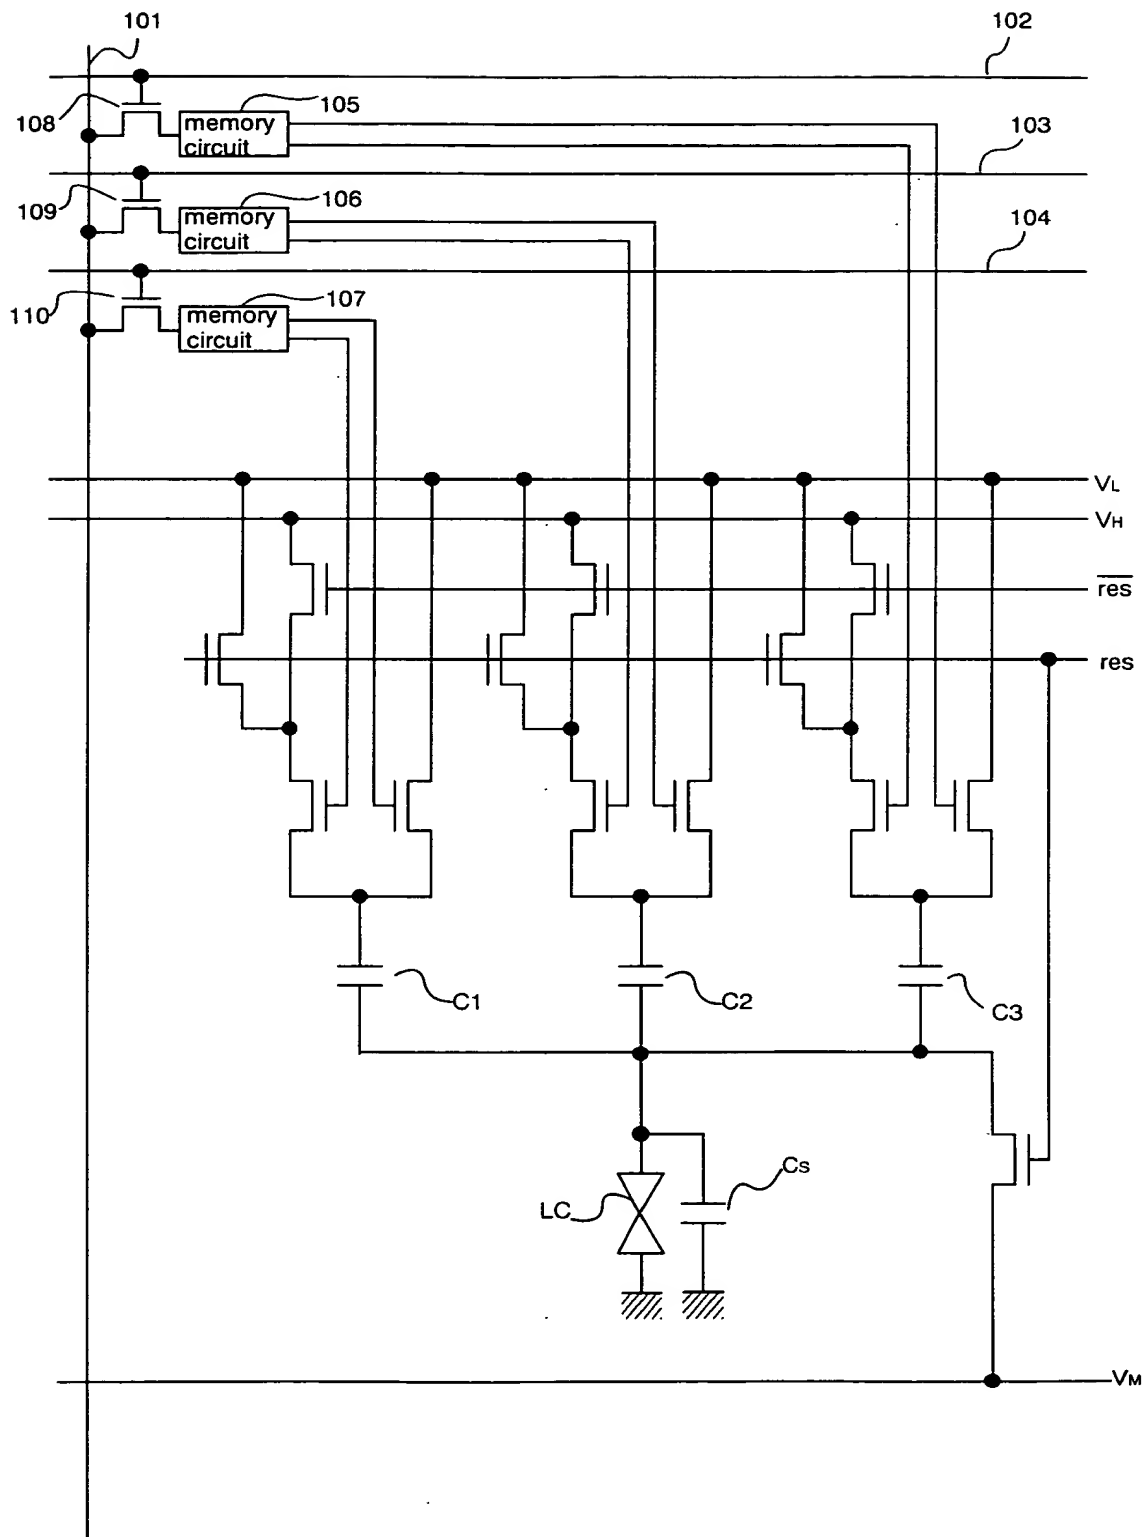 101
102
108
105
memory
circuit
103
109
106
memory
circuit
104
110
107
memory
circuit
VL
VH
res
res
C1
C2
C3
LC
Cs
VM